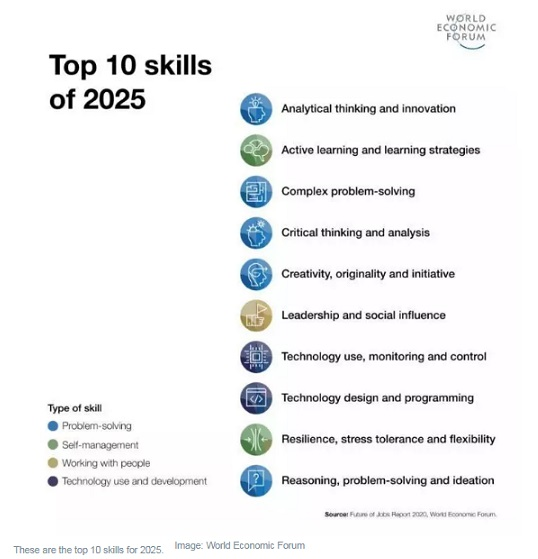 WORLD
ECONOMIC
FORUM
Top 10 skills
of 2025
Analytical thinking and innovation
Active learning and learning strategies
Complex problem-solving
Critical thinking and analysis
Creativity, originality and initiative
Leadership and social influence
Technology use, monitoring and control
Technology design and programming
Resilience, stress tolerance and flexibility
Reasoning, problem-solving and ideation
Type of skill
Problem-solving
Self-management
Working with people
Technology use and development
Source: Future of Jobs Report 2020, World Economic Forum.
These are the top 10 skills for 2025. Image: World Economic Forum